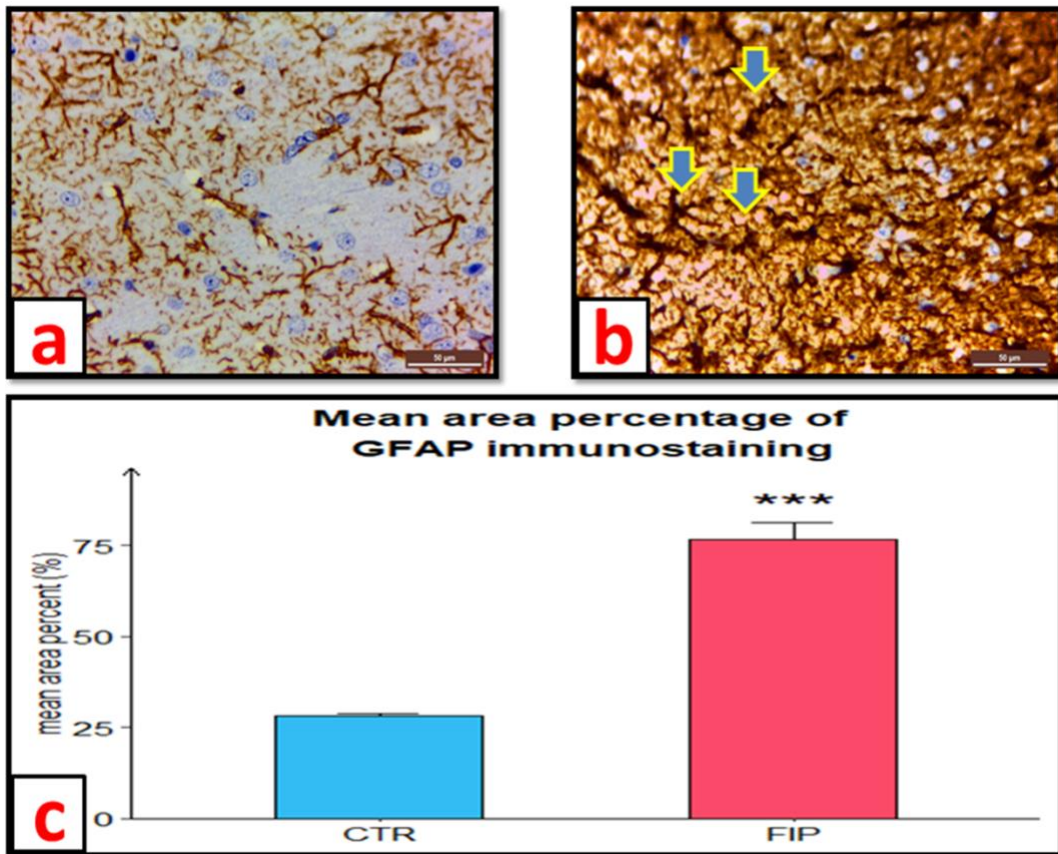 a
50 µm
b
50 µm
Mean area percentage of
GFAP immunostaining
***
mean area percent (%)
75
50
25
0
CTR
FIP
c